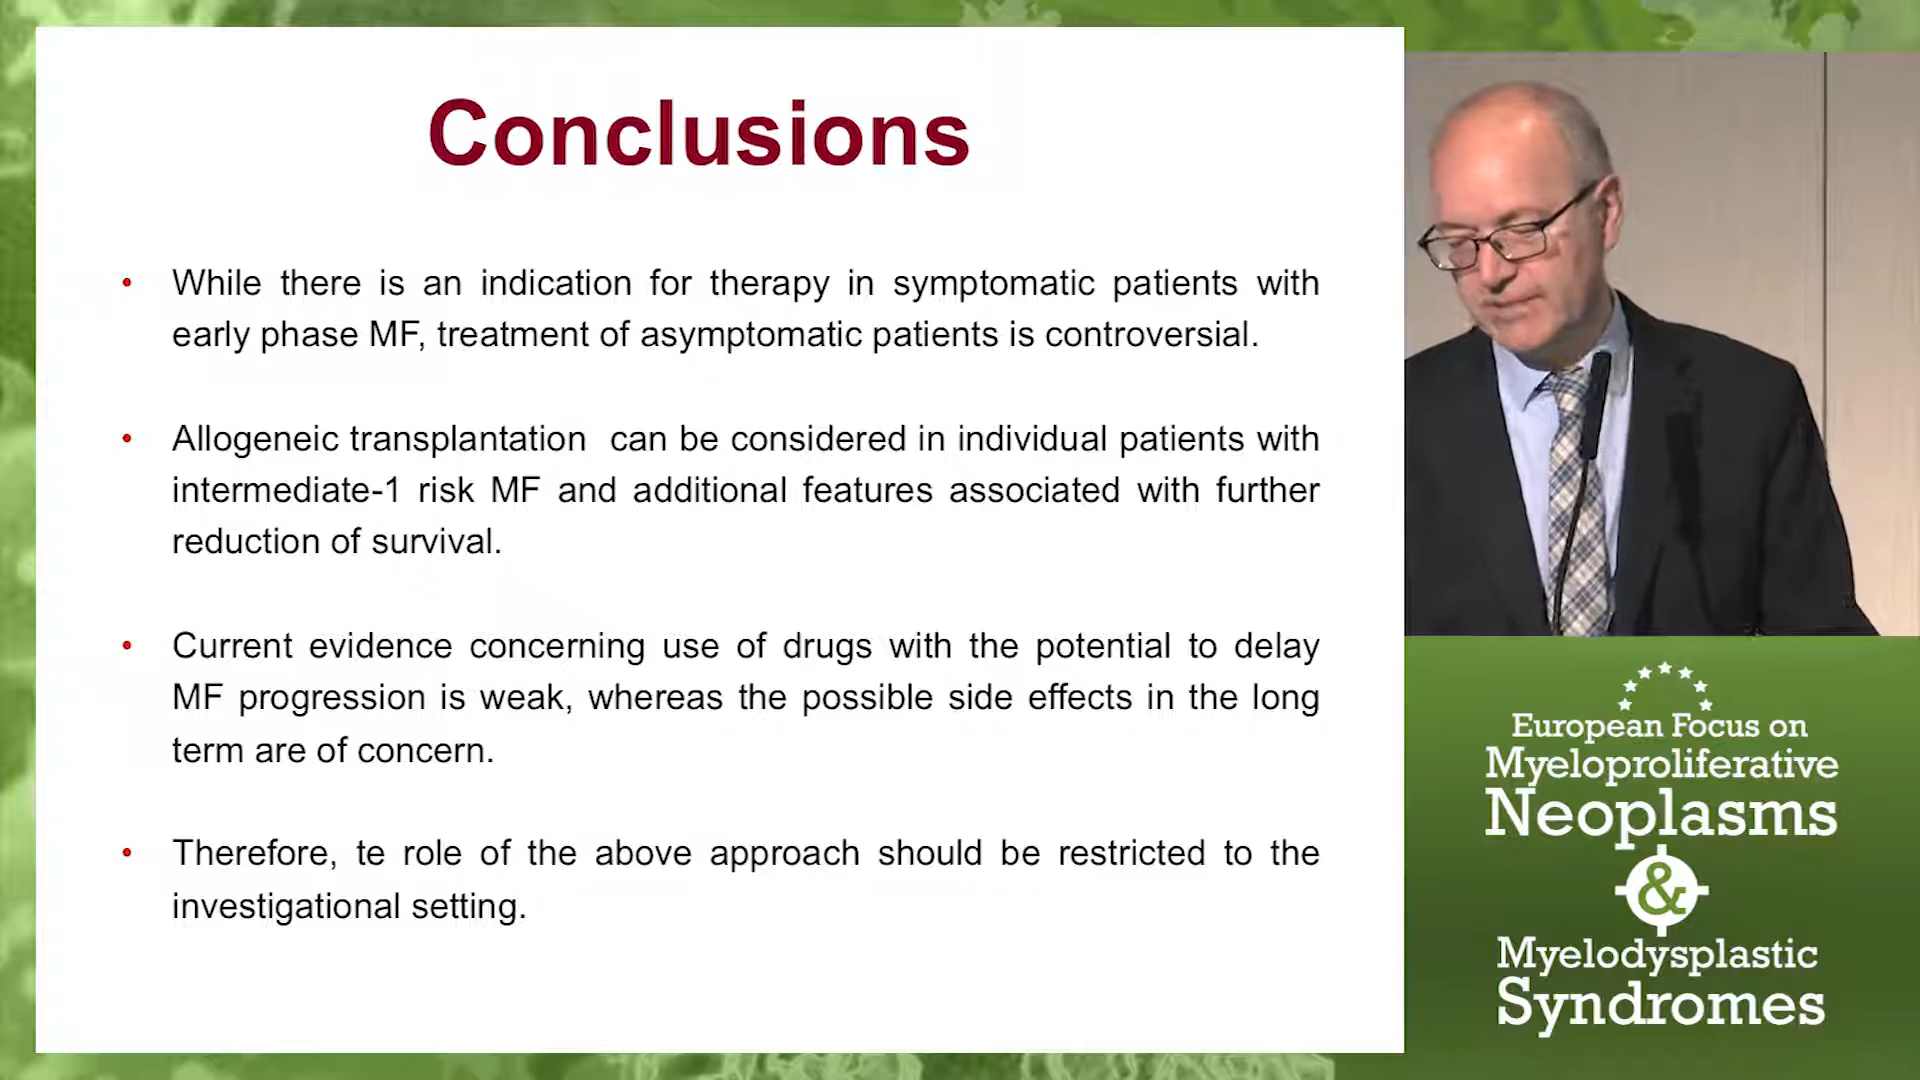 Conclusions
• While there is an indication for therapy in symptomatic patients with
early phase MF, treatment of asymptomatic patients is controversial.
• Allogeneic transplantation can be considered in individual patients with
intermediate-1 risk MF and additional features associated with further
reduction of survival.
• Current evidence concerning use of drugs with the potential to delay
MF progression is weak, whereas the possible side effects in the long
term are of concern.
• Therefore, te role of the above approach should be restricted to the
investigational setting.
European Focus on
Myeloproliferative
Neoplasms
&
Myelodysplastic
Syndromes